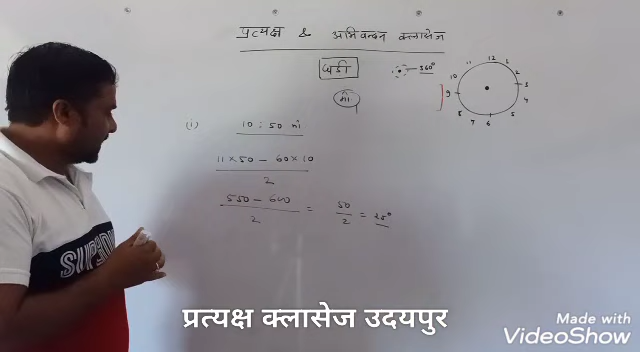 प्रत्यक्ष & अभिनन्दन क्लासेज
घड़ी
360°
12 1 2 3 4 5 6 7 8 9 10 11
मि
(i) 10 : 50 मि
11 × 50 – 60 × 10
2
550 – 600
2
=
50
2
= 25°
SUPERDRY
प्रत्यक्ष क्लासेज उदयपुर
Made with
VideoShow